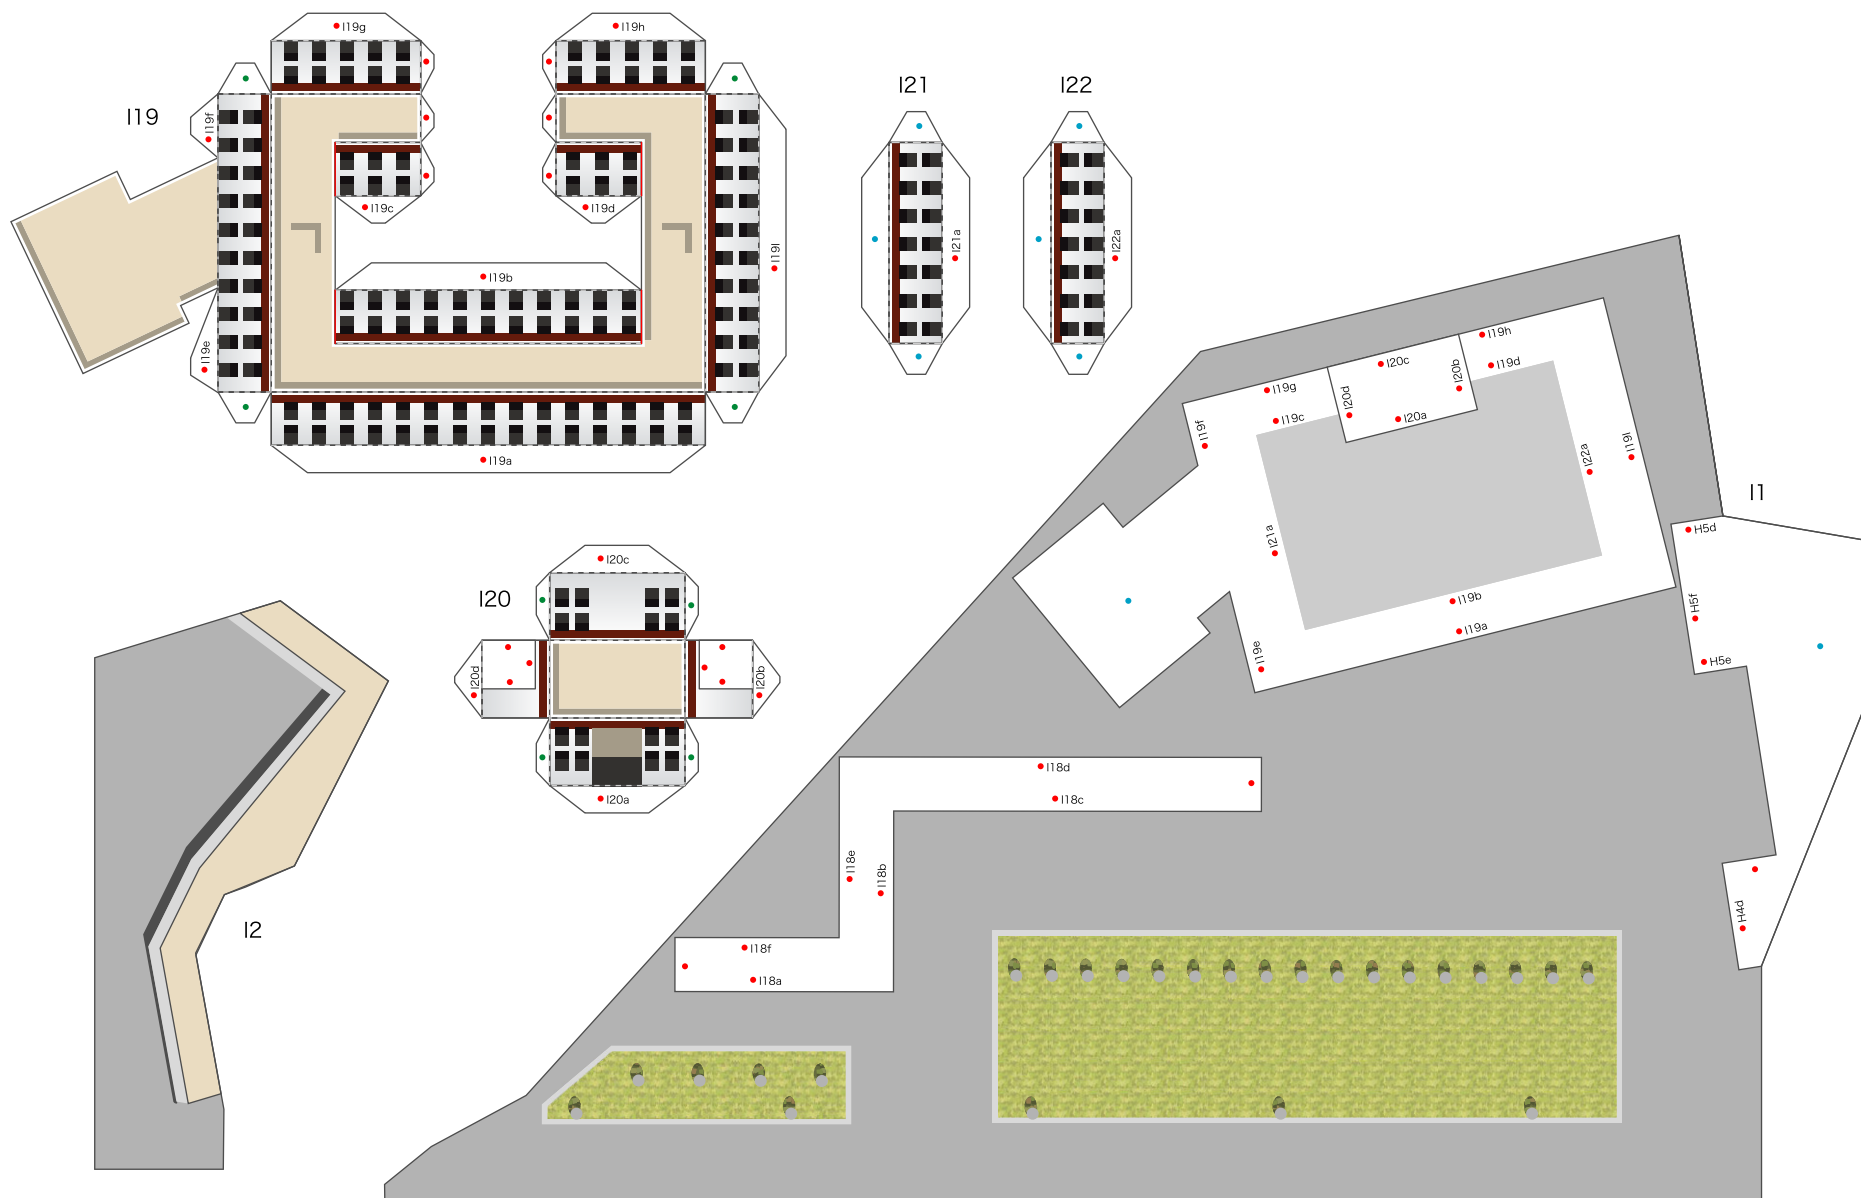 I19g
I19h
I21
I22
I19
I19f
I19c
I19d
I21a
I22a
I19l
I19b
I19e
I19a
I19h
I20c
I19d
I20b
I19g
I20d
I19c
I20a
I19f
I22a
I19l
I1
H5d
I21a
I20c
I20
I19b
H5f
I19a
I19e
H5e
I20d
I20b
I18d
I20a
I18c
I18e
I18b
I2
H4d
I18f
I18a